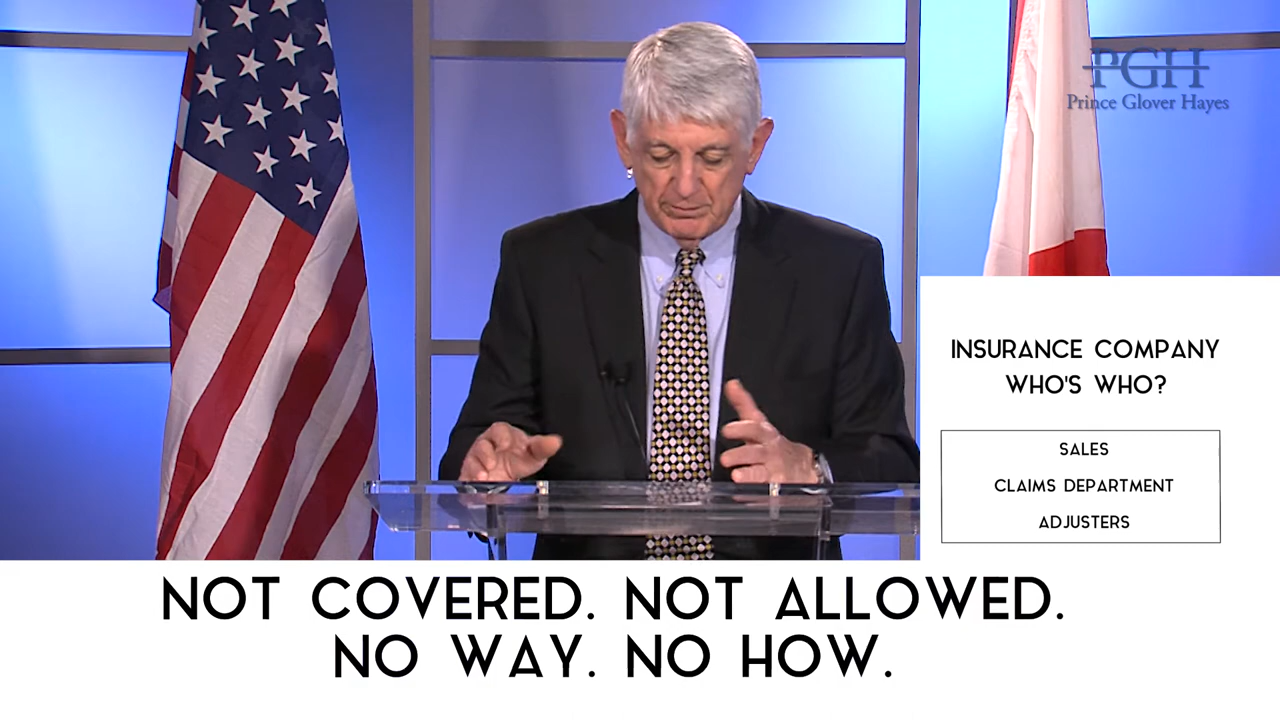 PGH
Prince Glover Hayes
INSURANCE COMPANY
WHO'S WHO?
SALES
CLAIMS DEPARTMENT
ADJUSTERS
NOT COVERED. NOT ALLOWED.
NO WAY. NO HOW.